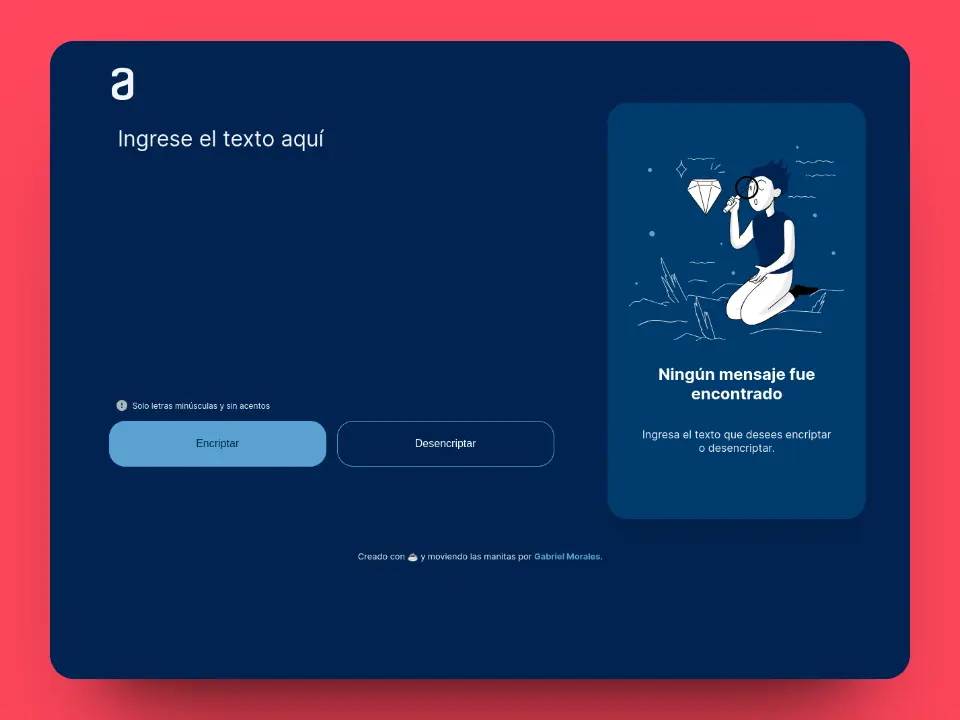 a
Ingrese el texto aquí
Solo letras minúsculas y sin acentos
Encriptar
Desencriptar
Ningún mensaje fue
encontrado
Ingresa el texto que desees encriptar
o desencriptar.
Creado con ☕ y moviendo las manitas por Gabriel Morales.